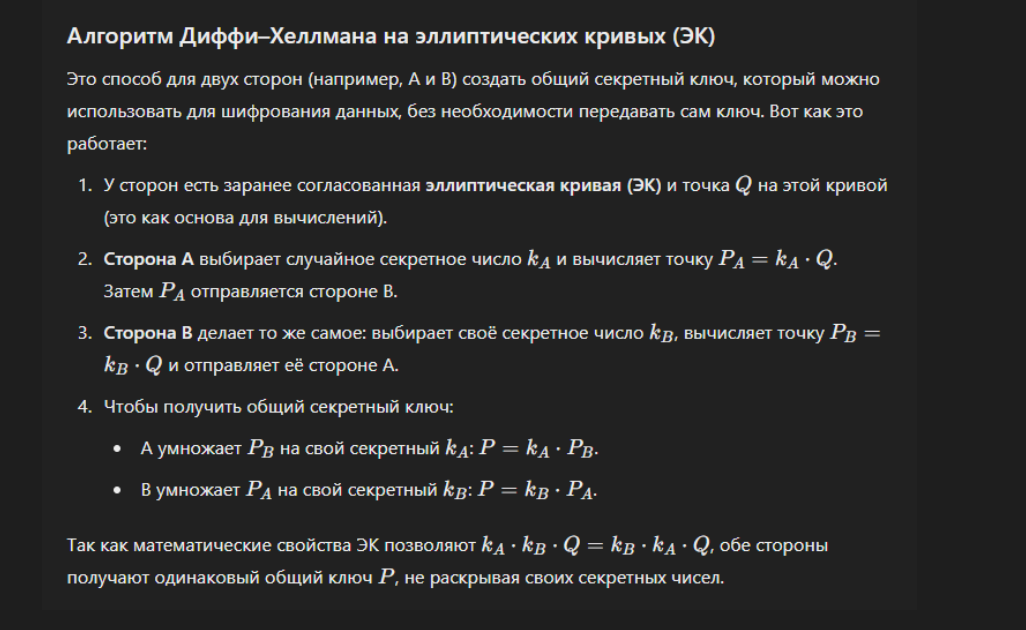 Алгоритм Диффи–Хеллмана на эллиптических кривых (ЭК)
Это способ для двух сторон (например, A и B) создать общий секретный ключ, который можно
использовать для шифрования данных, без необходимости передавать сам ключ. Вот как это
работает:
1. У сторон есть заранее согласованная эллиптическая кривая (ЭК) и точка Q на этой кривой
(это как основа для вычислений).
2. Сторона A выбирает случайное секретное число k_A и вычисляет точку P_A = k_A · Q.
Затем P_A отправляется стороне B.
3. Сторона B делает то же самое: выбирает своё секретное число k_B, вычисляет точку P_B =
k_B · Q и отправляет её стороне A.
4. Чтобы получить общий секретный ключ:
• A умножает P_B на свой секретный k_A: P = k_A · P_B.
• B умножает P_A на свой секретный k_B: P = k_B · P_A.
Так как математические свойства ЭК позволяют k_A · k_B · Q = k_B · k_A · Q, обе стороны
получают одинаковый общий ключ P, не раскрывая своих секретных чисел.